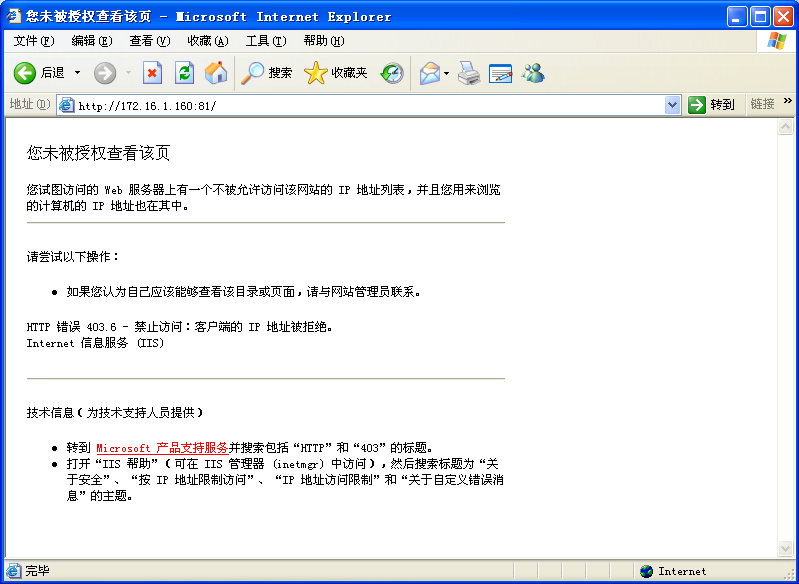 您未被授权查看该页 - Microsoft Internet Explorer
文件(F) 编辑(E) 查看(V) 收藏(A) 工具(T) 帮助(H)
后退 搜索 收藏夹
地址(D) http://172.16.1.160:81/ 转到 链接 »
您未被授权查看该页
您试图访问的 Web 服务器上有一个不被允许访问该网站的 IP 地址列表，并且您用来浏览
的计算机的 IP 地址也在其中。
请尝试以下操作：
• 如果您认为自己应该能够查看该目录或页面，请与网站管理员联系。
HTTP 错误 403.6 - 禁止访问：客户端的 IP 地址被拒绝。
Internet 信息服务 (IIS)
技术信息（为技术支持人员提供）
• 转到 Microsoft 产品支持服务并搜索包括“HTTP”和“403”的标题。
• 打开“IIS 帮助”（可在 IIS 管理器 (inetmgr) 中访问），然后搜索标题为“关
于安全”、“按 IP 地址限制访问”、“IP 地址访问限制”和“关于自定义错误消
息”的主题。
完毕 Internet